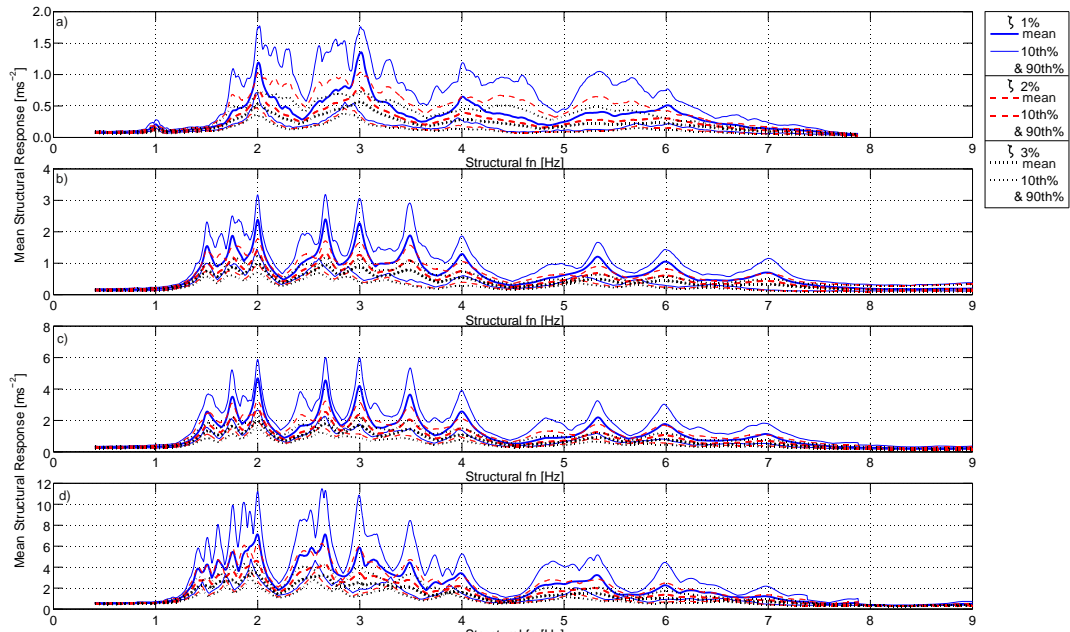 a)
2.0
1.5
1.0
0.5
0.0
0 1 2 3 4 5 6 7 8 9
Structural fn [Hz]
Mean Structural Response [ms⁻²]
b)
4
3
2
1
0
0 1 2 3 4 5 6 7 8 9
Structural fn [Hz]
c)
8
6
4
2
0
0 1 2 3 4 5 6 7 8 9
Structural fn [Hz]
Mean Structural Response [ms⁻²]
d)
12
10
8
6
4
2
0
0 1 2 3 4 5 6 7 8 9
Structural fn [Hz]
ζ 1%
mean
10th%
& 90th%
ζ 2%
mean
10th%
& 90th%
ζ 3%
mean
10th%
& 90th%